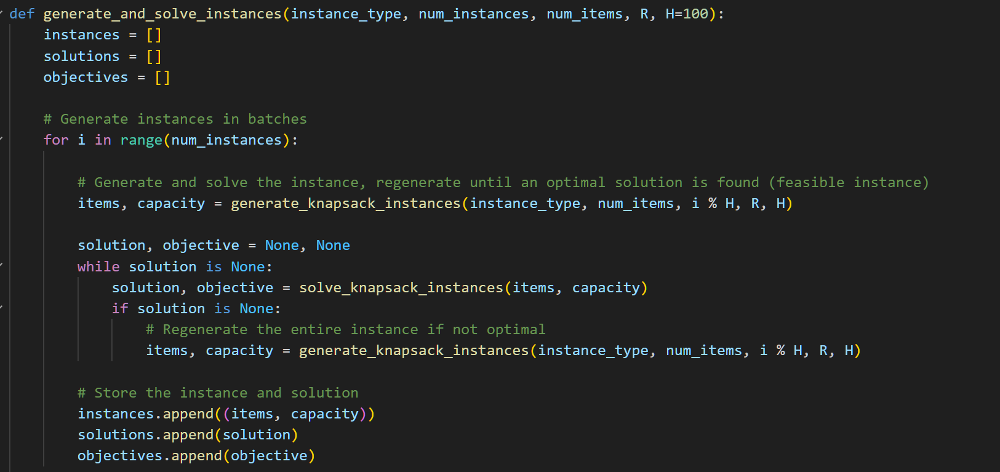 def generate_and_solve_instances(instance_type, num_instances, num_items, R, H=100):
    instances = []
    solutions = []
    objectives = []

    # Generate instances in batches
    for i in range(num_instances):

        # Generate and solve the instance, regenerate until an optimal solution is found (feasible instance)
        items, capacity = generate_knapsack_instances(instance_type, num_items, i % H, R, H)

        solution, objective = None, None
        while solution is None:
            solution, objective = solve_knapsack_instances(items, capacity)
            if solution is None:
                # Regenerate the entire instance if not optimal
                items, capacity = generate_knapsack_instances(instance_type, num_items, i % H, R, H)

        # Store the instance and solution
        instances.append((items, capacity))
        solutions.append(solution)
        objectives.append(objective)